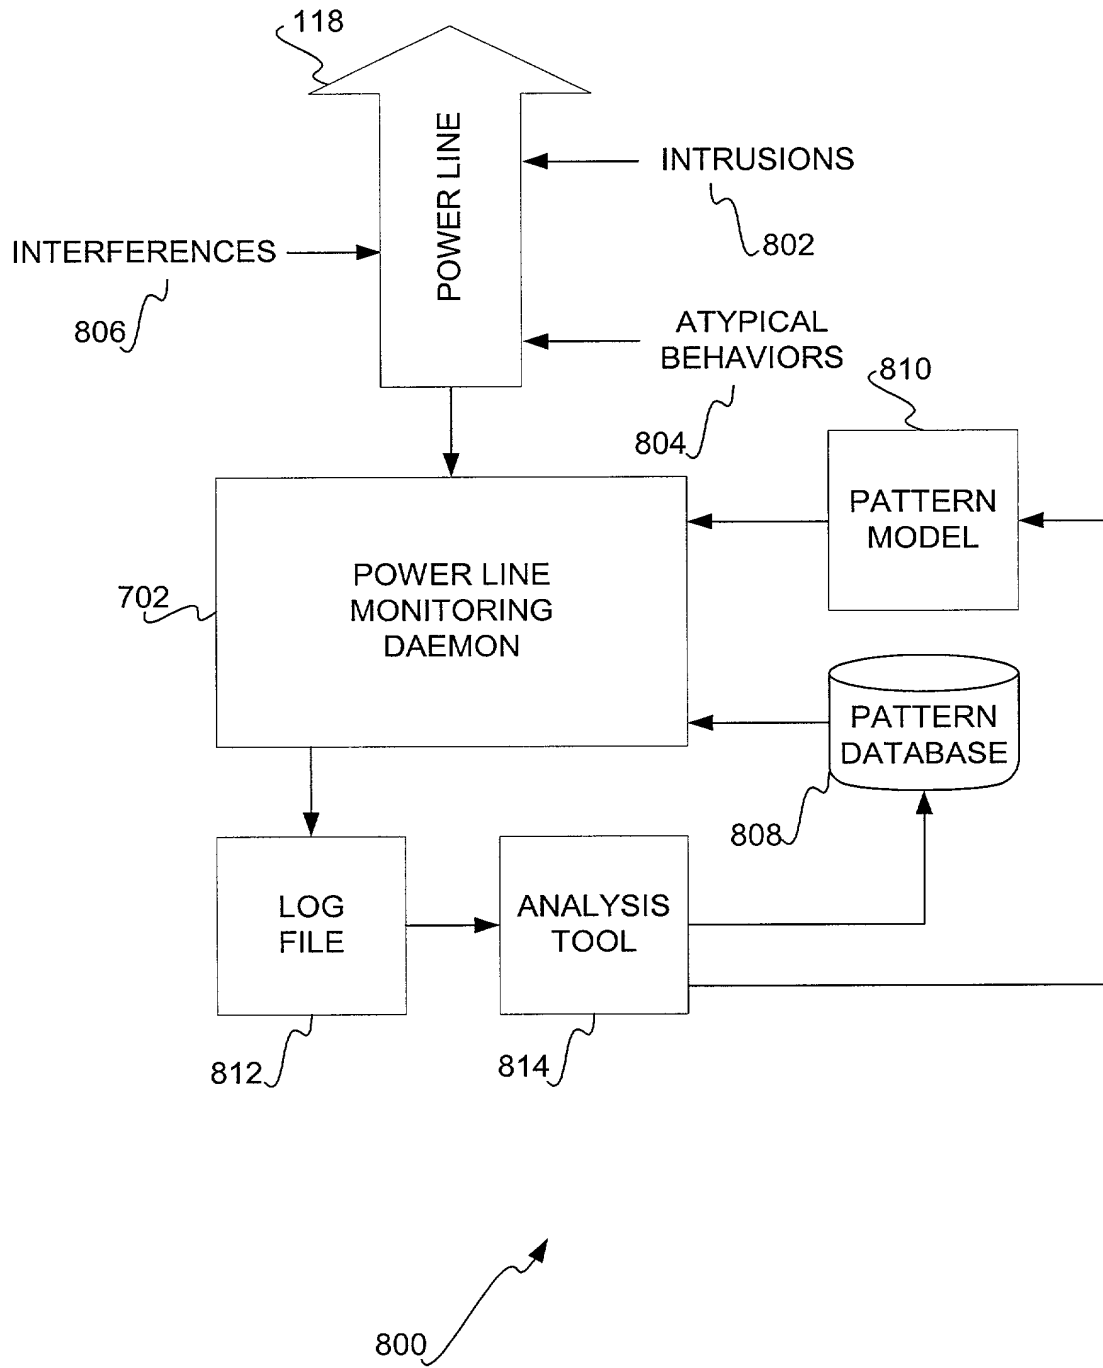 118
POWER LINE
INTRUSIONS
802
INTERFERENCES
806
ATYPICAL
BEHAVIORS
804
810
PATTERN
MODEL
702
POWER LINE
MONITORING
DAEMON
PATTERN
DATABASE
808
LOG
FILE
ANALYSIS
TOOL
812
814
800